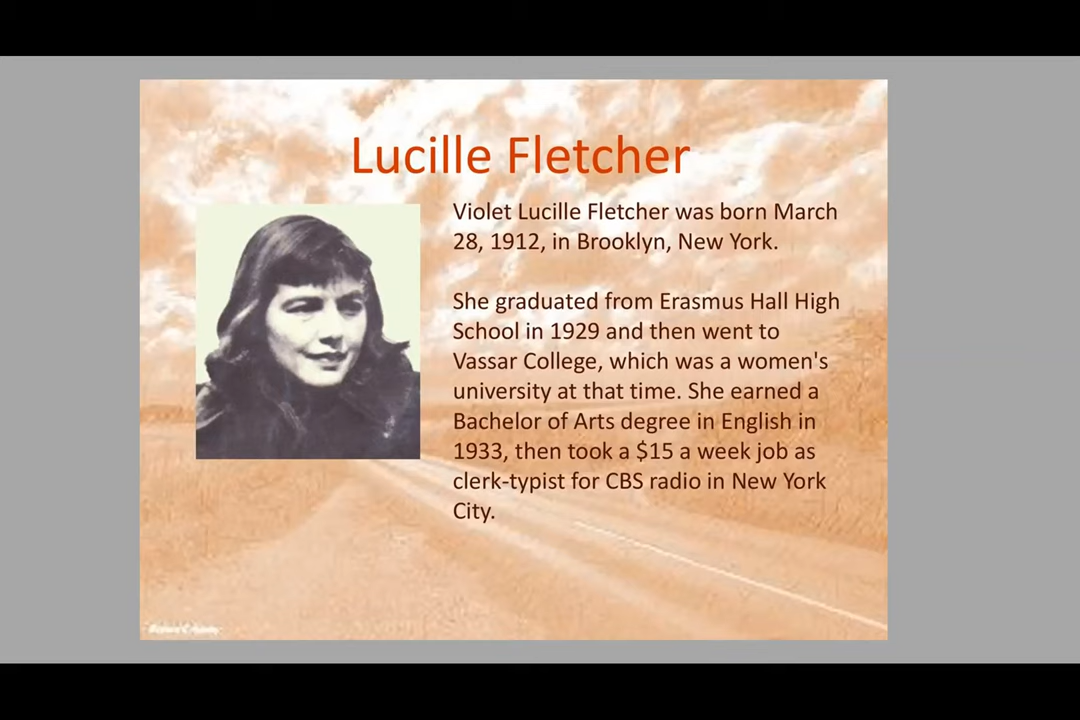 Lucille Fletcher
Violet Lucille Fletcher was born March
28, 1912, in Brooklyn, New York.
She graduated from Erasmus Hall High
School in 1929 and then went to
Vassar College, which was a women's
university at that time. She earned a
Bachelor of Arts degree in English in
1933, then took a $15 a week job as
clerk-typist for CBS radio in New York
City.